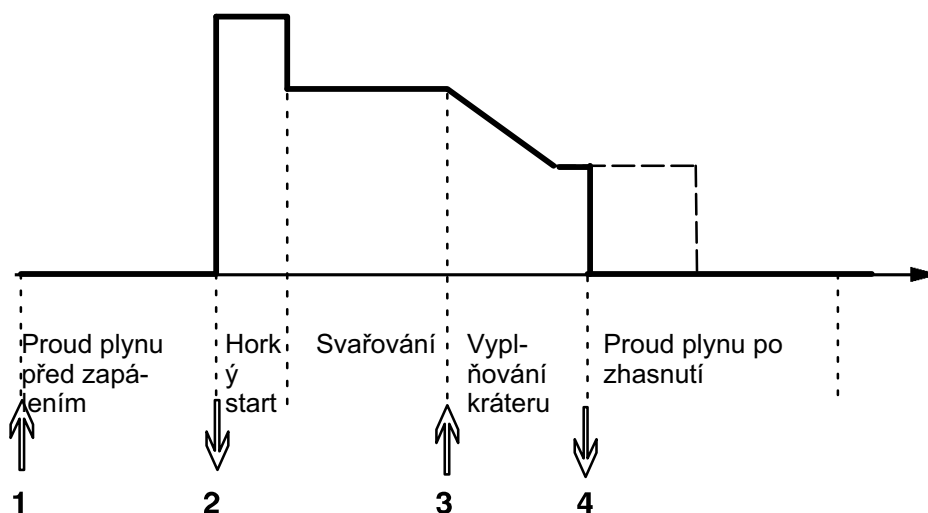 Proud plynu
před zapá-
lením
Hork
ý
start
Svařování
Vypl-
ňování
kráteru
Proud plynu po
zhasnutí
1
2
3
4